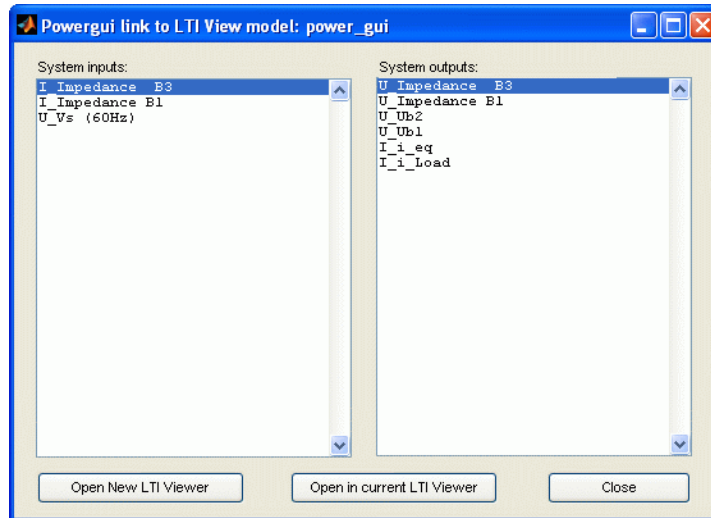 Powergui link to LTI View model: power_gui
System inputs:
I_Impedance  B3
I_Impedance B1
U_Vs (60Hz)
System outputs:
U_Impedance  B3
U_Impedance B1
U_Ub2
U_Ub1
I_i_eq
I_i_Load
Open New LTI Viewer
Open in current LTI Viewer
Close